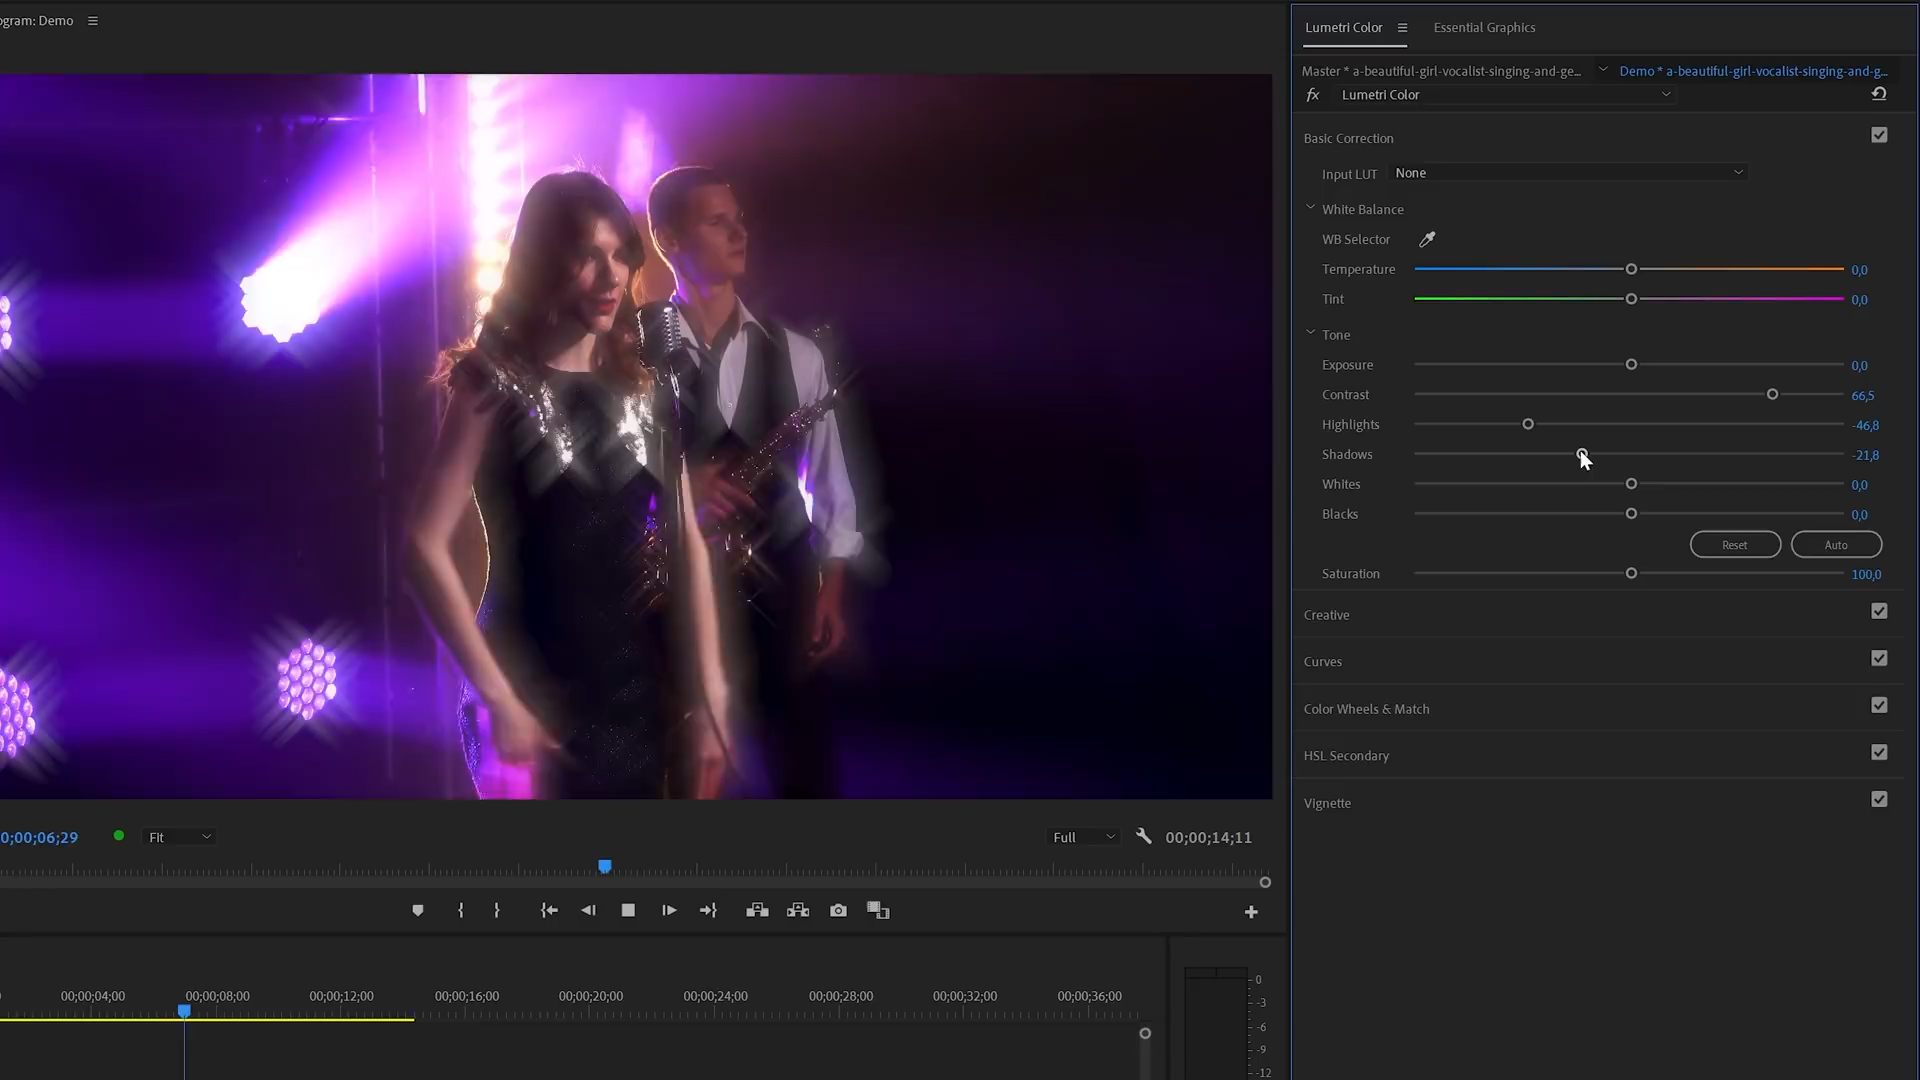 ogram: Demo
Lumetri Color
Essential Graphics
Master * a-beautiful-girl-vocalist-singing-and-ge...
Demo * a-beautiful-girl-vocalist-singing-and-g...
fx Lumetri Color
Basic Correction
Input LUT None
White Balance
WB Selector
Temperature 0,0
Tint 0,0
Tone
Exposure 0,0
Contrast 66,5
Highlights -46,8
Shadows -21,8
Whites 0,0
Blacks 0,0
Reset Auto
Saturation 100,0
Creative
Curves
Color Wheels & Match
HSL Secondary
Vignette
0;00;06;29
Fit
Full
00;00;14;11
00;00;04;00 00;00;08;00 00;00;12;00 00;00;16;00 00;00;20;00 00;00;24;00 00;00;28;00 00;00;32;00 00;00;36;00
0
-3
-6
-9
-12